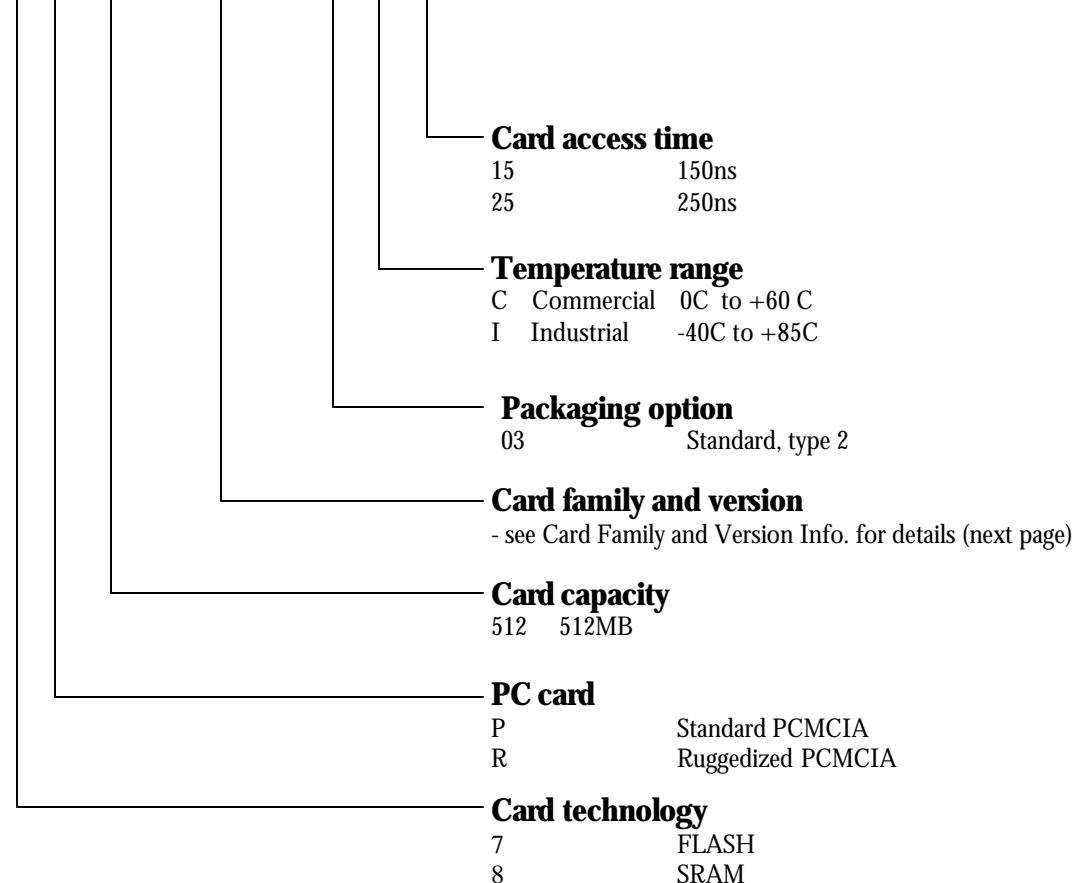 Card access time
15 150ns
25 250ns
Temperature range
C Commercial 0C to +60 C
I Industrial -40C to +85C
Packaging option
03 Standard, type 2
Card family and version
- see Card Family and Version Info. for details (next page)
Card capacity
512 512MB
PC card
P Standard PCMCIA
R Ruggedized PCMCIA
Card technology
7 FLASH
8 SRAM